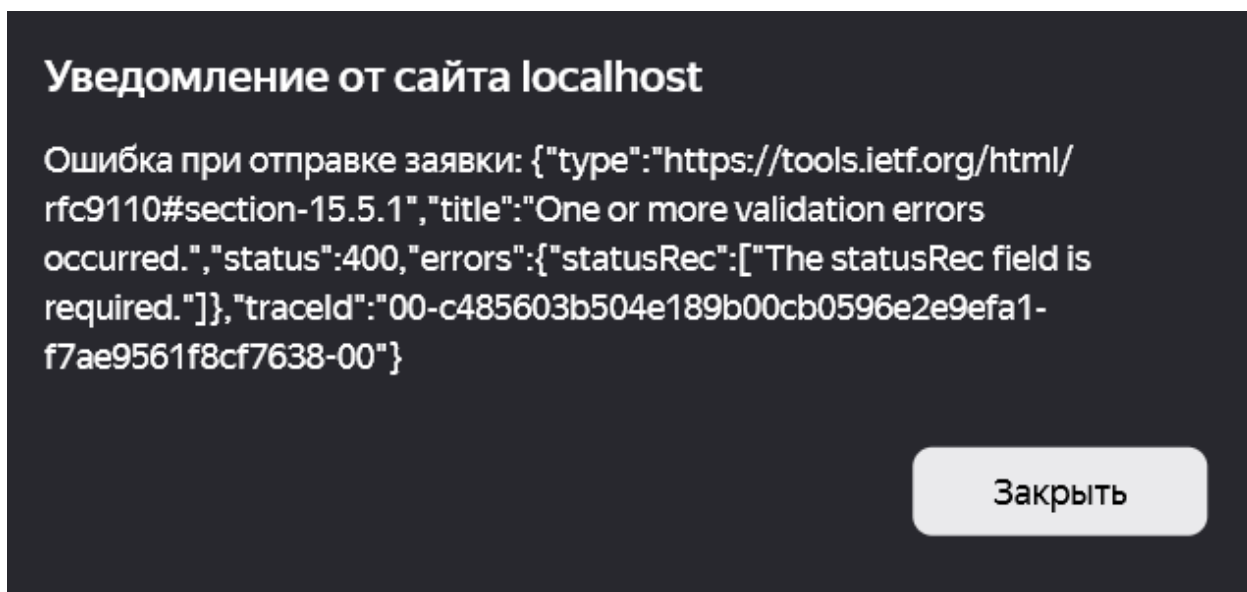 Уведомление от сайта localhost
Ошибка при отправке заявки: {"type":"https://tools.ietf.org/html/
rfc9110#section-15.5.1","title":"One or more validation errors
occurred.","status":400,"errors":{"statusRec":["The statusRec field is
required."]},"traceId":"00-c485603b504e189b00cb0596e2e9efa1-
f7ae9561f8cf7638-00"}
Закрыть